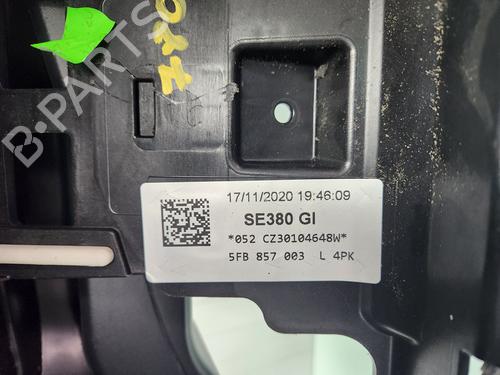 B-PARTS
17/11/2020 19:46:09
SE380 GI
*052 CZ30104648W*
5FB 857 003 L 4PK